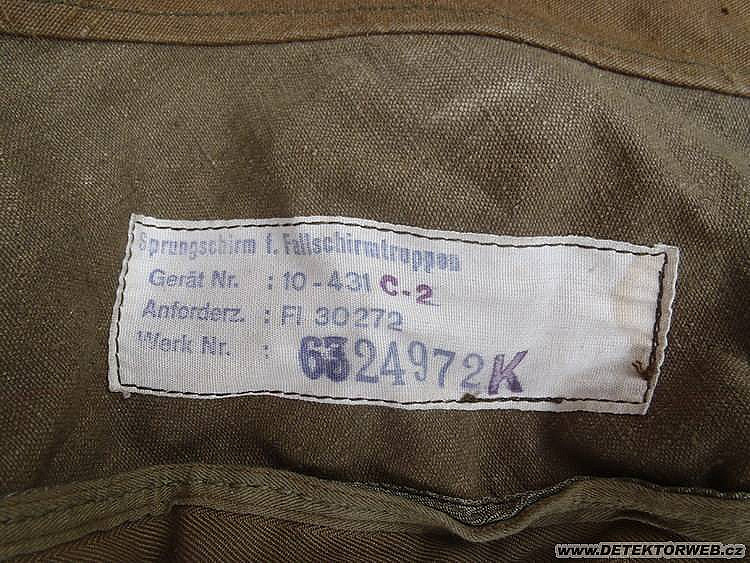 Sprungschirm f. Fallschirmtruppen
Gerät Nr. : 10-431 C-2
Anforderz. : Fl 30272
Werk Nr. : 6324972K
www.DETEKTORWEB.cz